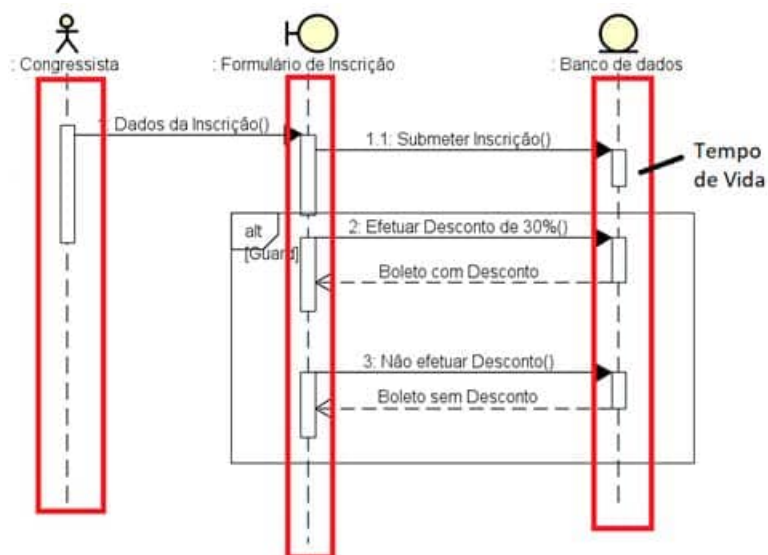 : Congressista
: Formulário de Inscrição
: Banco de dados
1: Dados da Inscrição()
1.1: Submeter Inscrição()
Tempo
de Vida
alt
[Guard]
2: Efetuar Desconto de 30%()
Boleto com Desconto
3: Não efetuar Desconto()
Boleto sem Desconto